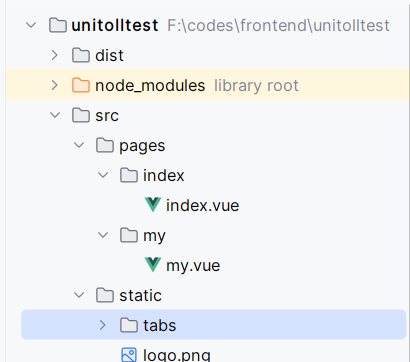 unitolltest F:\codes\frontend\unitolltest
dist
node_modules library root
src
pages
index
index.vue
my
my.vue
static
tabs
logo.png